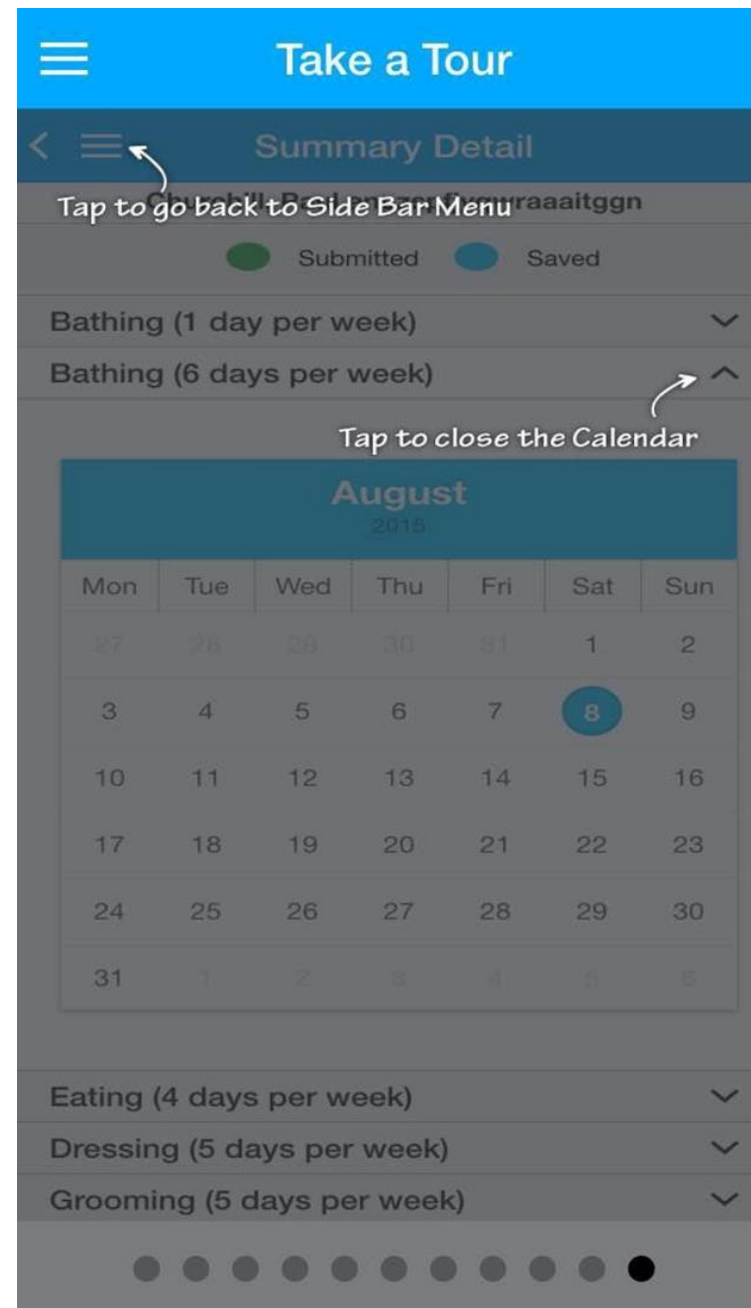 Take a Tour
Summary Detail
Tap to go back to Side Bar Menu
Submitted Saved
Bathing (1 day per week)
Bathing (6 days per week)
Tap to close the Calendar
August
2015
Mon Tue Wed Thu Fri Sat Sun
27 28 29 30 31 1 2
3 4 5 6 7 8 9
10 11 12 13 14 15 16
17 18 19 20 21 22 23
24 25 26 27 28 29 30
31 1 2 3 4 5 6
Eating (4 days per week)
Dressing (5 days per week)
Grooming (5 days per week)